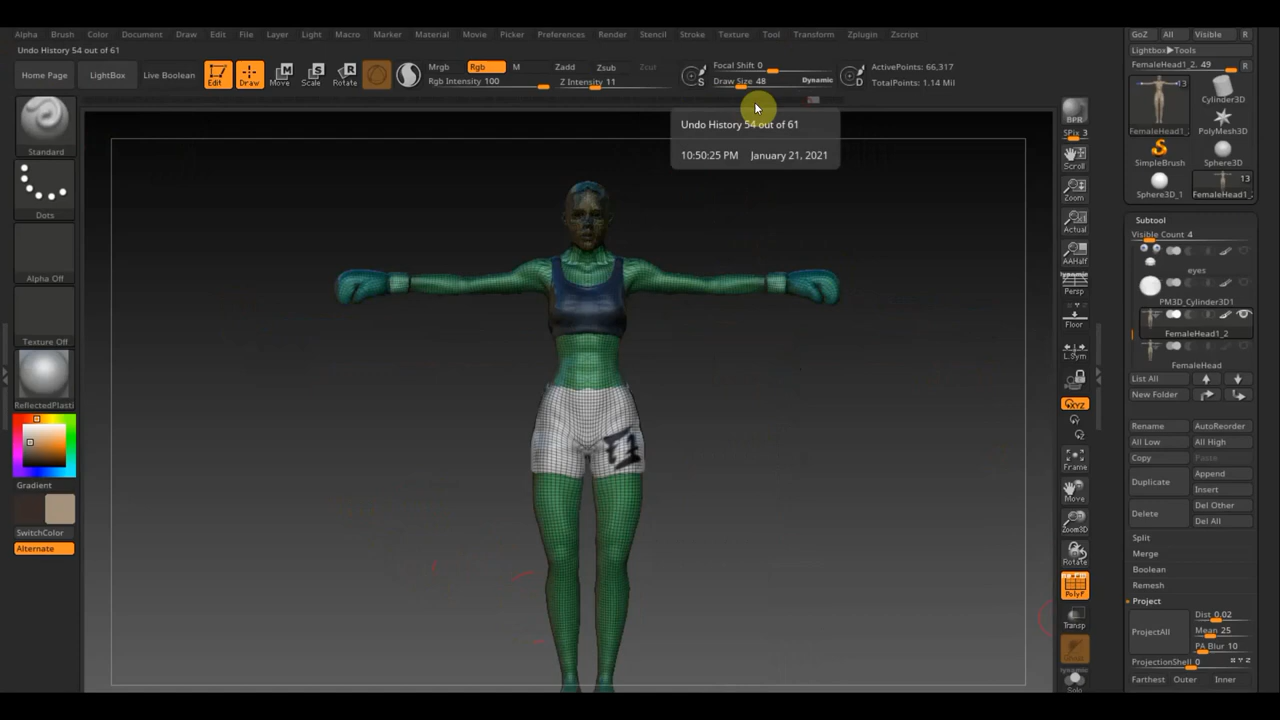 Alpha Brush Color Document Draw Edit File Layer Light Macro Marker Material Movie Picker Preferences Render Stencil Stroke Texture Tool Transform Zplugin Zscript
Undo History 54 out of 61
Home Page LightBox Live Boolean Edit Draw Move Scale Rotate
Mrgb Rgb M Zadd Zsub Zcut
Rgb Intensity 100 Z Intensity 11
Focal Shift 0
Draw Size 48 Dynamic
S D
ActivePoints: 66,317
TotalPoints: 1.14 Mil
Undo History 54 out of 61
10:50:25 PM January 21, 2021
Standard
Dots
Alpha Off
Texture Off
ReflectedPlasti
Gradient
SwitchColor
Alternate
BPR
SPix 3
Scroll
Zoom
Actual
AAHalf
dynamic
Persp
Floor
L.Sym
XYZ
Frame
Move
Zoom3D
Rotate
PolyF
Transp
dynamic
Solo
GoZ All Visible R
Lightbox▶Tools
FemaleHead1_2. 49 R
13
FemaleHead1_
Cylinder3D
PolyMesh3D
SimpleBrush Sphere3D
13
Sphere3D_1 FemaleHead1_
Subtool
Visible Count 4
eyes
PM3D_Cylinder3D1
FemaleHead1_2
FemaleHead
List All
New Folder
Rename AutoReorder
All Low All High
Copy Paste
Duplicate Append
Insert
Delete Del Other
Del All
Split
Merge
Boolean
Remesh
Project
ProjectAll Dist 0.02
Mean 25
PA Blur 10
ProjectionShell 0
Farthest Outer Inner